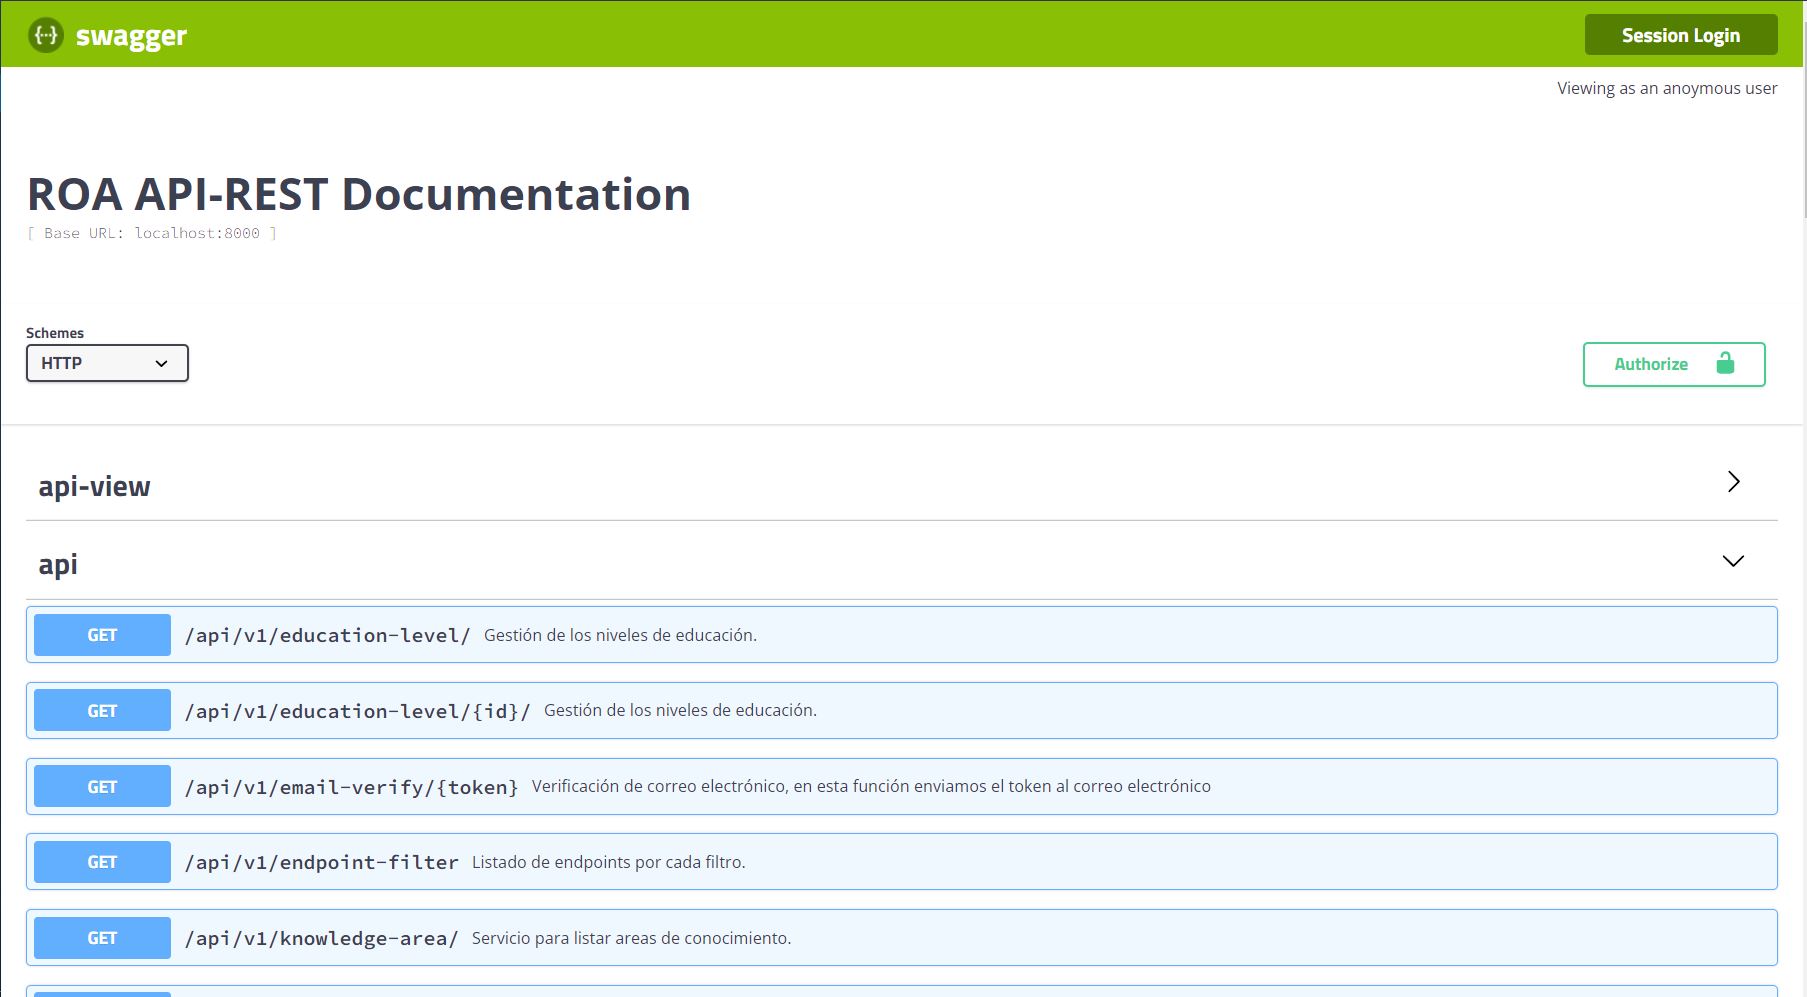 {···} swagger
Session Login
Viewing as an anoymous user
ROA API-REST Documentation
[ Base URL: localhost:8000 ]
Schemes
HTTP
Authorize
api-view
api
GET /api/v1/education-level/ Gestión de los niveles de educación.
GET /api/v1/education-level/{id}/ Gestión de los niveles de educación.
GET /api/v1/email-verify/{token} Verificación de correo electrónico, en esta función enviamos el token al correo electrónico
GET /api/v1/endpoint-filter Listado de endpoints por cada filtro.
GET /api/v1/knowledge-area/ Servicio para listar areas de conocimiento.